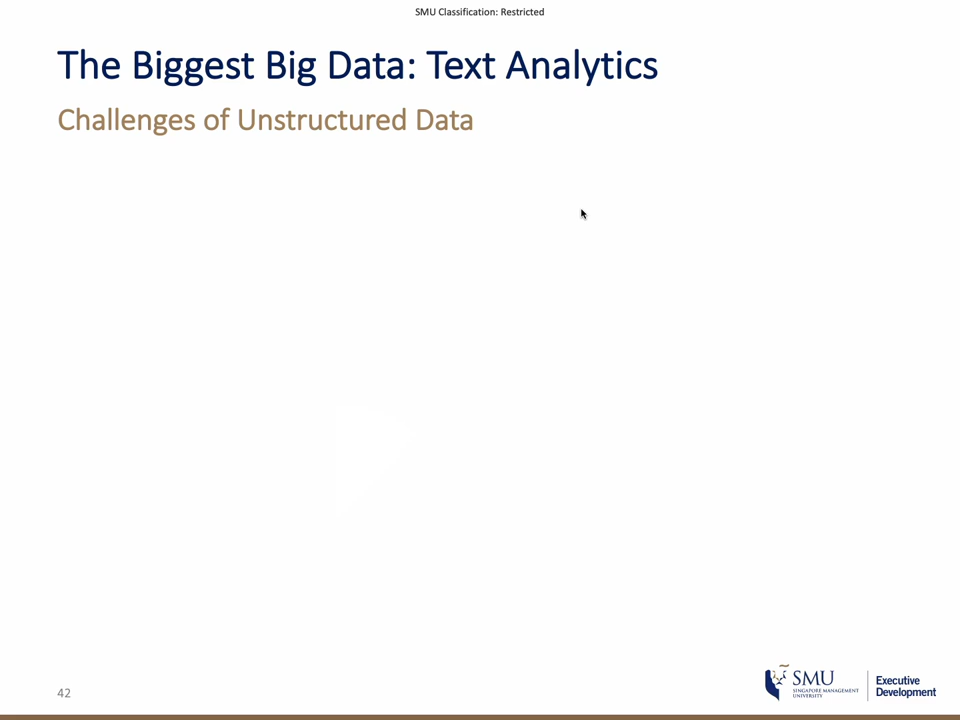 SMU Classification: Restricted
The Biggest Big Data: Text Analytics
Challenges of Unstructured Data
42
SMU
SINGAPORE MANAGEMENT
UNIVERSITY
Executive
Development